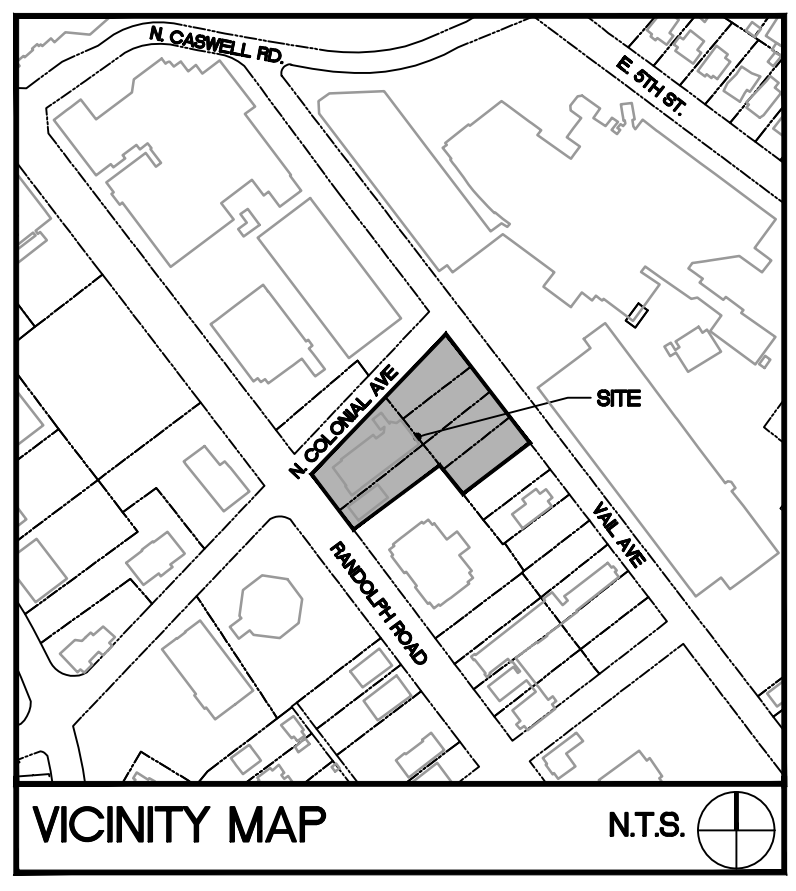 N. CASWELL RD.
E. 5TH ST.
N. COLONIAL AVE
SITE
VAIL AVE
RANDOLPH ROAD
VICINITY MAP
N.T.S.